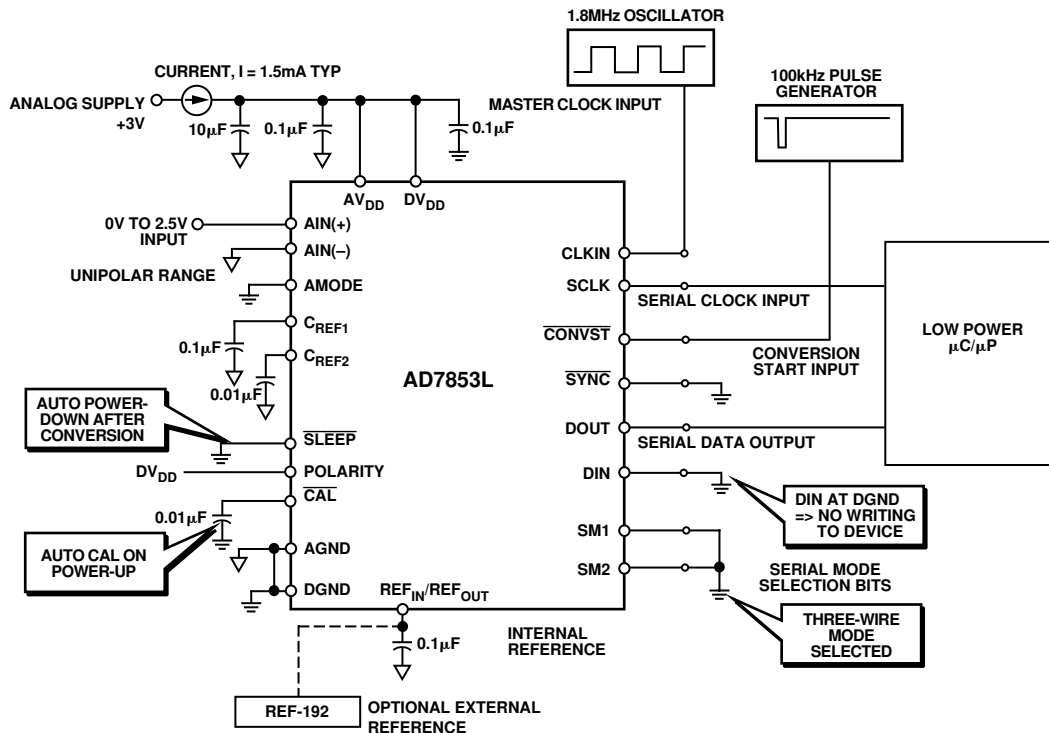 1.8MHz OSCILLATOR
CURRENT, I = 1.5mA TYP
100kHz PULSE
GENERATOR
ANALOG SUPPLY
+3V
MASTER CLOCK INPUT
10µF
0.1µF
0.1µF
AVDD
DVDD
0V TO 2.5V
INPUT
AIN(+)
AIN(–)
UNIPOLAR RANGE
AMODE
CREF1
0.1µF
CREF2
0.01µF
AD7853L
CLKIN
SCLK
SERIAL CLOCK INPUT
CONVST
CONVERSION
START INPUT
SYNC
DOUT
SERIAL DATA OUTPUT
DIN
SM1
SM2
LOW POWER
µC/µP
AUTO POWER-
DOWN AFTER
CONVERSION
SLEEP
DVDD
POLARITY
CAL
0.01µF
AUTO CAL ON
POWER-UP
AGND
DGND
REFIN/REFOUT
DIN AT DGND
=> NO WRITING
TO DEVICE
SERIAL MODE
SELECTION BITS
THREE-WIRE
MODE
SELECTED
0.1µF
INTERNAL
REFERENCE
REF-192
OPTIONAL EXTERNAL
REFERENCE